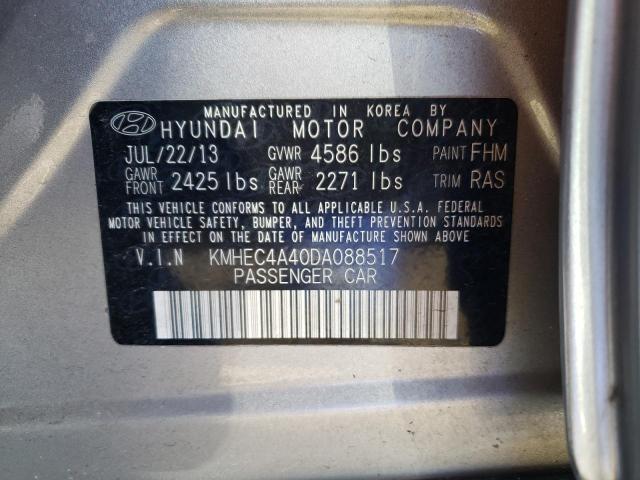 MANUFACTURED IN KOREA BY
HYUNDAI MOTOR COMPANY
JUL/22/13 GVWR 4586 lbs PAINT FHM
GAWR FRONT 2425 lbs GAWR REAR 2271 lbs TRIM RAS
THIS VEHICLE CONFORMS TO ALL APPLICABLE U.S.A. FEDERAL
MOTOR VEHICLE SAFETY, BUMPER, AND THEFT PREVENTION STANDARDS
IN EFFECT ON THE DATE OF MANUFACTURE SHOWN ABOVE
V.I.N KMHEC4A40DA088517
PASSENGER CAR